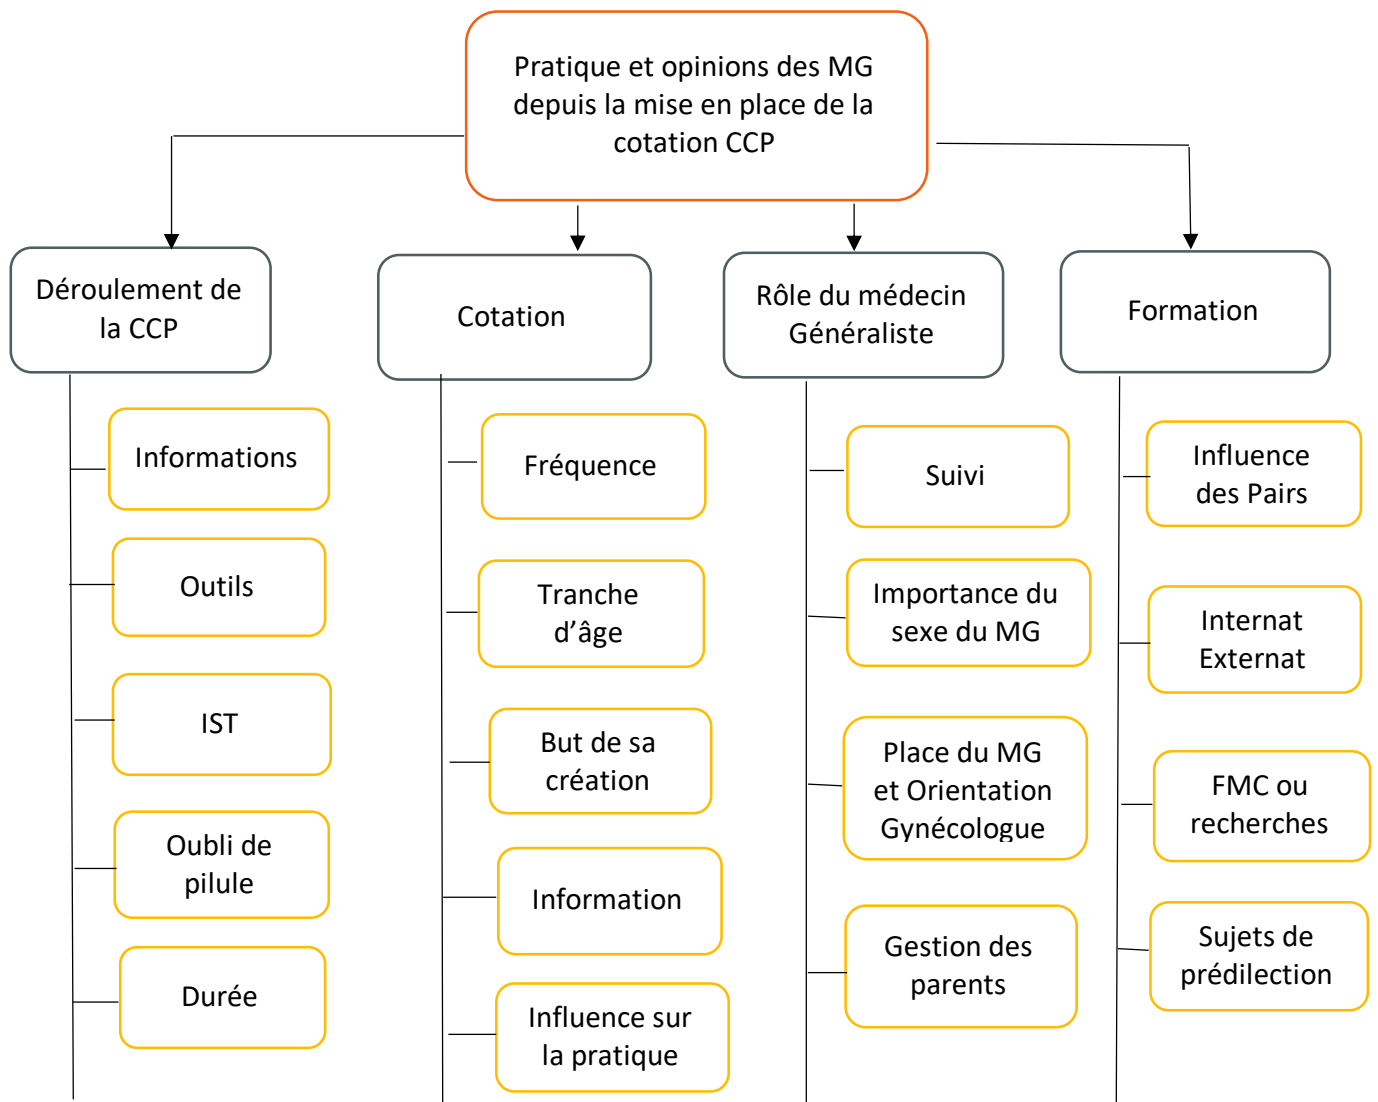 Pratique et opinions des MG
depuis la mise en place de la
cotation CCP
Déroulement de
la CCP
Informations
Outils
IST
Oubli de
pilule
Durée
Cotation
Fréquence
Tranche
d’âge
But de sa
création
Information
Influence sur
la pratique
Rôle du médecin
Généraliste
Suivi
Importance du
sexe du MG
Place du MG
et Orientation
Gynécologue
Gestion des
parents
Formation
Influence
des Pairs
Internat
Externat
FMC ou
recherches
Sujets de
prédilection